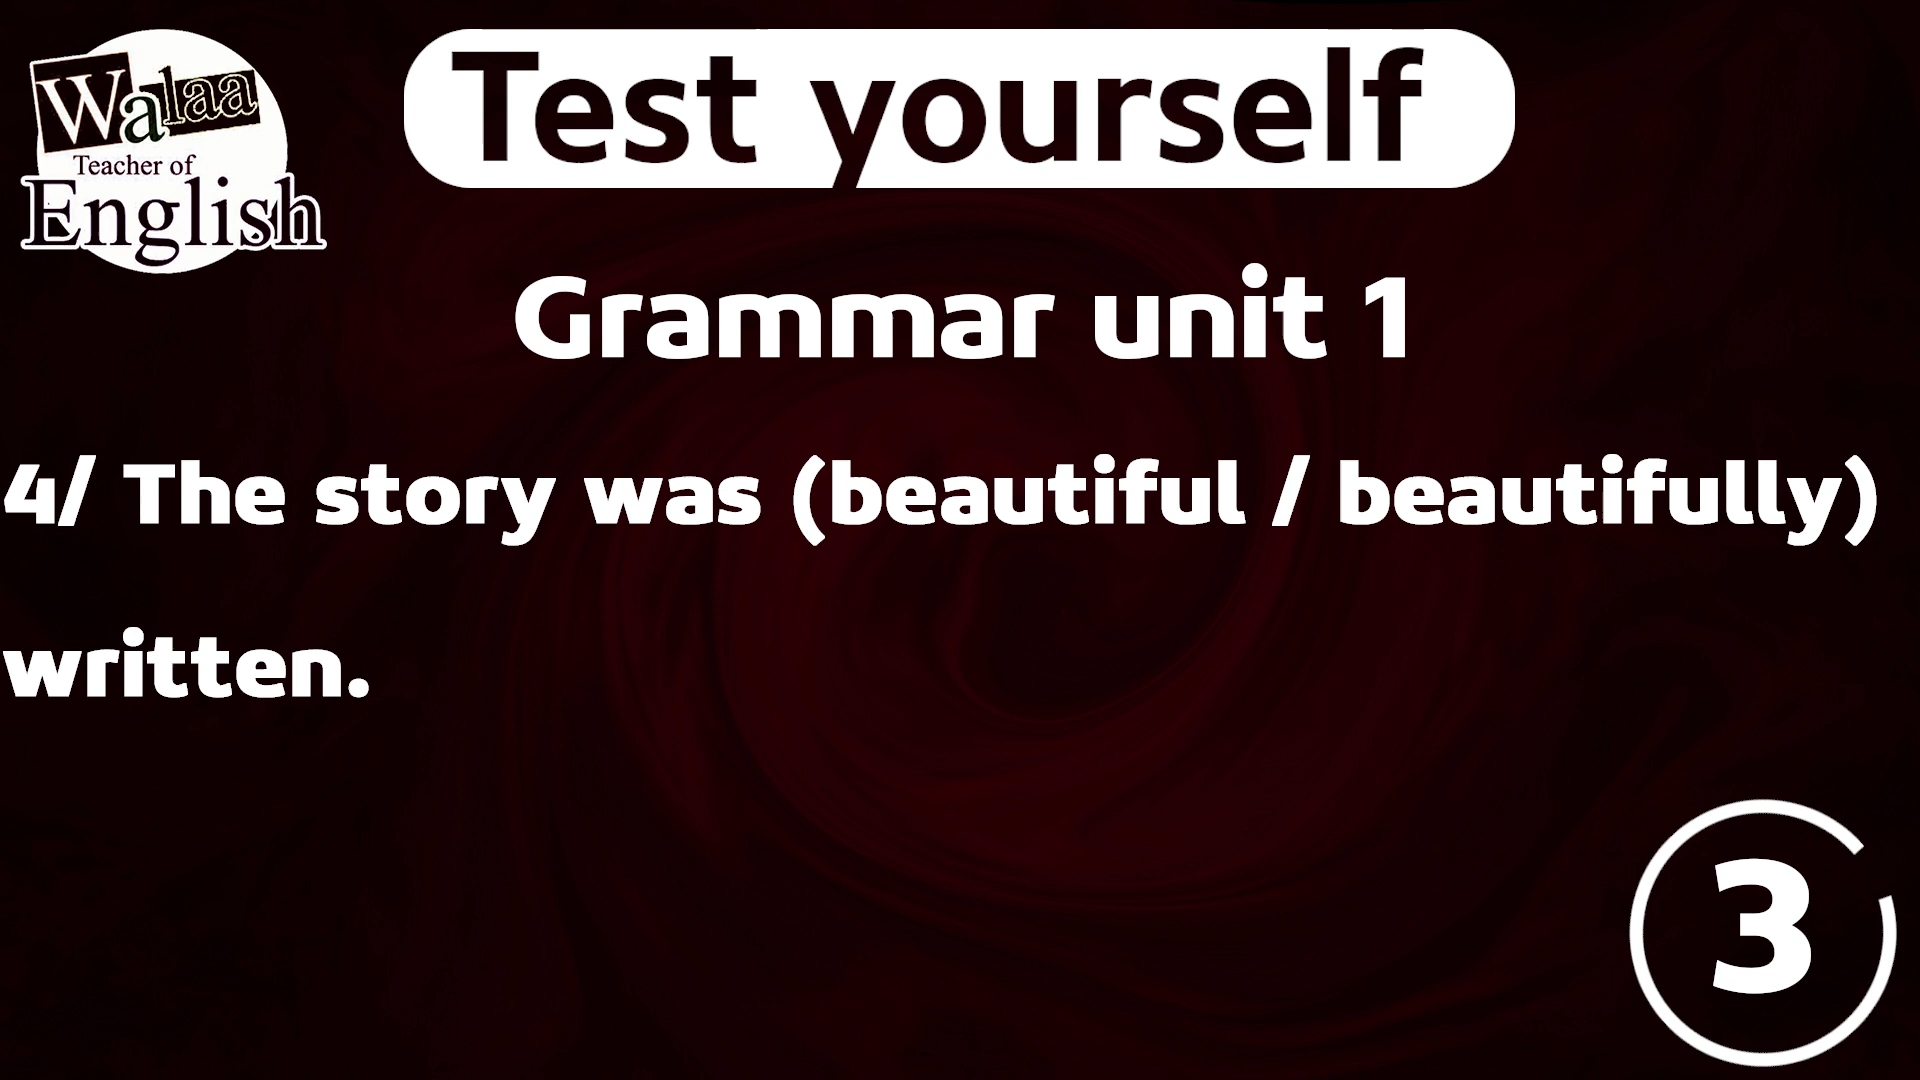 Walaa
Teacher of
English
Test yourself
Grammar unit 1
4/ The story was (beautiful / beautifully)
written.
3